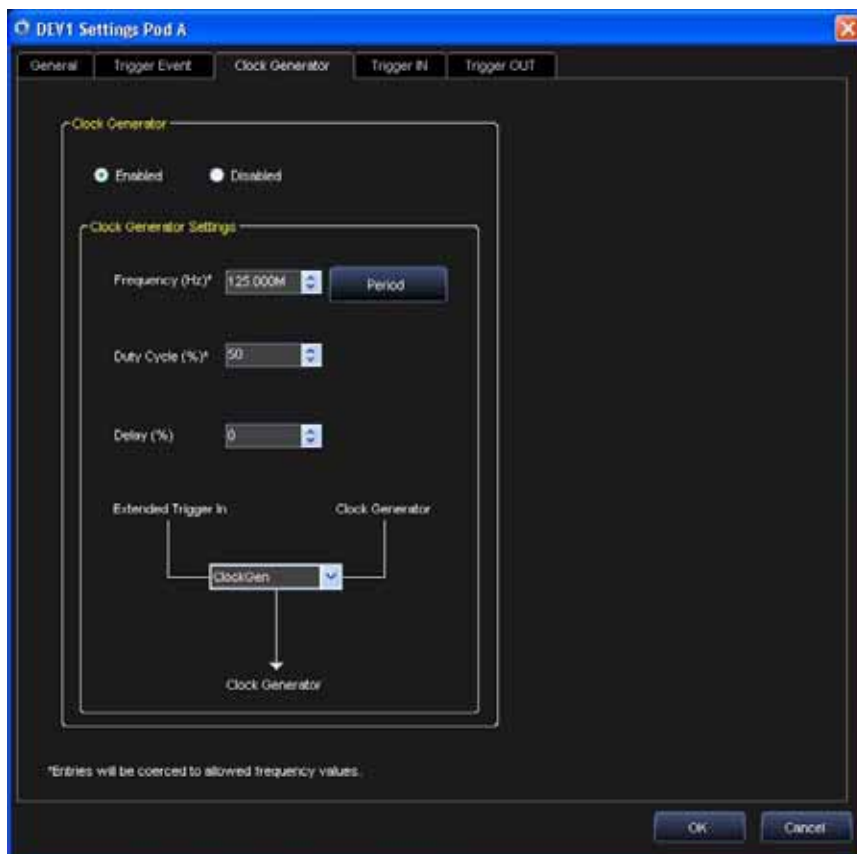 DEV1 Settings Pod A
General Trigger Event Clock Generator Trigger IN Trigger OUT
Clock Generator
Enabled Disabled
Clock Generator Settings
Frequency (Hz)* 125.000M Period
Duty Cycle (%)* 50
Delay (%) 0
Extended Trigger In Clock Generator
ClockGen
Clock Generator
*Entries will be coerced to allowed frequency values.
OK Cancel